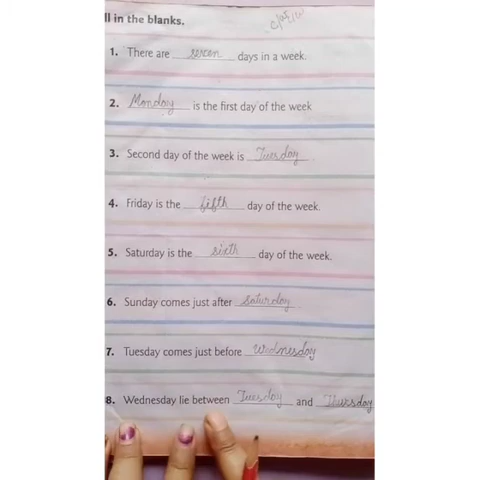 ll in the blanks.
1. There are seven days in a week.
2. Monday is the first day of the week
3. Second day of the week is Tuesday
4. Friday is the fifth day of the week.
5. Saturday is the sixth day of the week.
6. Sunday comes just after Saturday
7. Tuesday comes just before Wednesday
8. Wednesday lie between Tuesday and Thursday